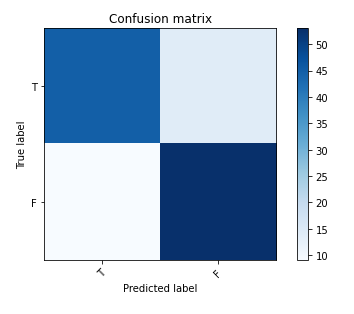 Confusion matrix
True label
T
F
T
F
Predicted label
50
45
40
35
30
25
20
15
10